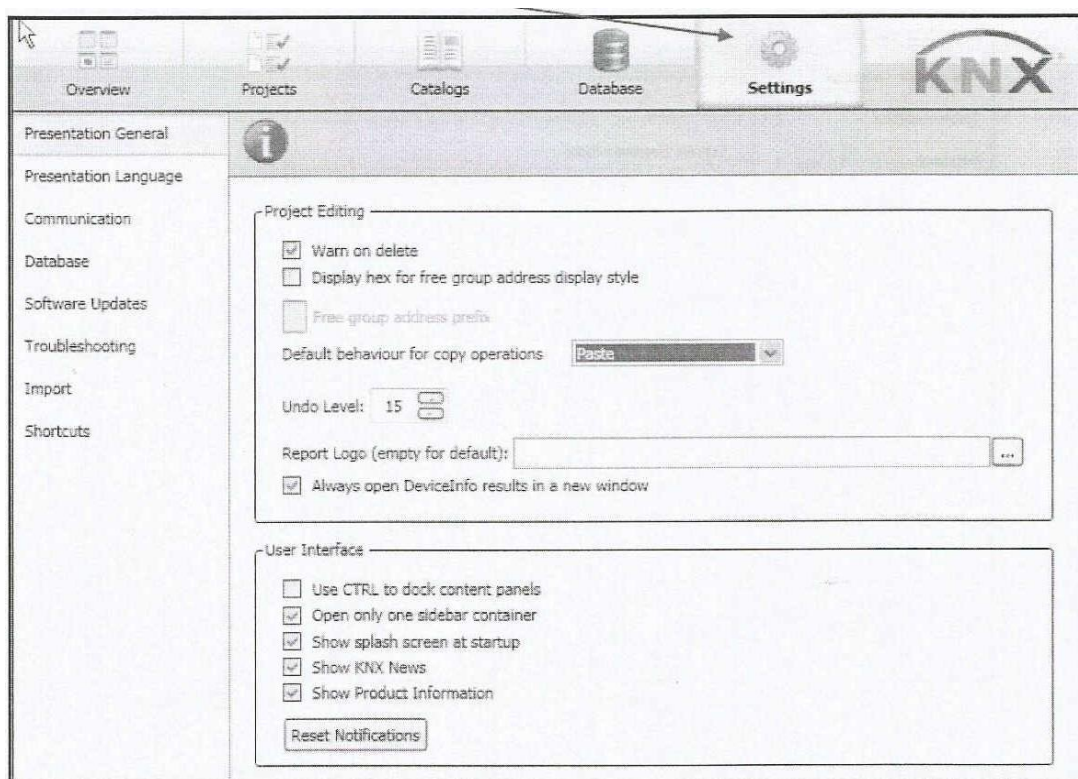 Overview
Projects
Catalogs
Database
Settings
KNX
Presentation General
Presentation Language
Communication
Database
Software Updates
Troubleshooting
Import
Shortcuts
Project Editing
Warn on delete
Display hex for free group address display style
Free group address prefix
Default behaviour for copy operations Paste
Undo Level: 15
Report Logo (empty for default): ...
Always open DeviceInfo results in a new window
User Interface
Use CTRL to dock content panels
Open only one sidebar container
Show splash screen at startup
Show KNX News
Show Product Information
Reset Notifications